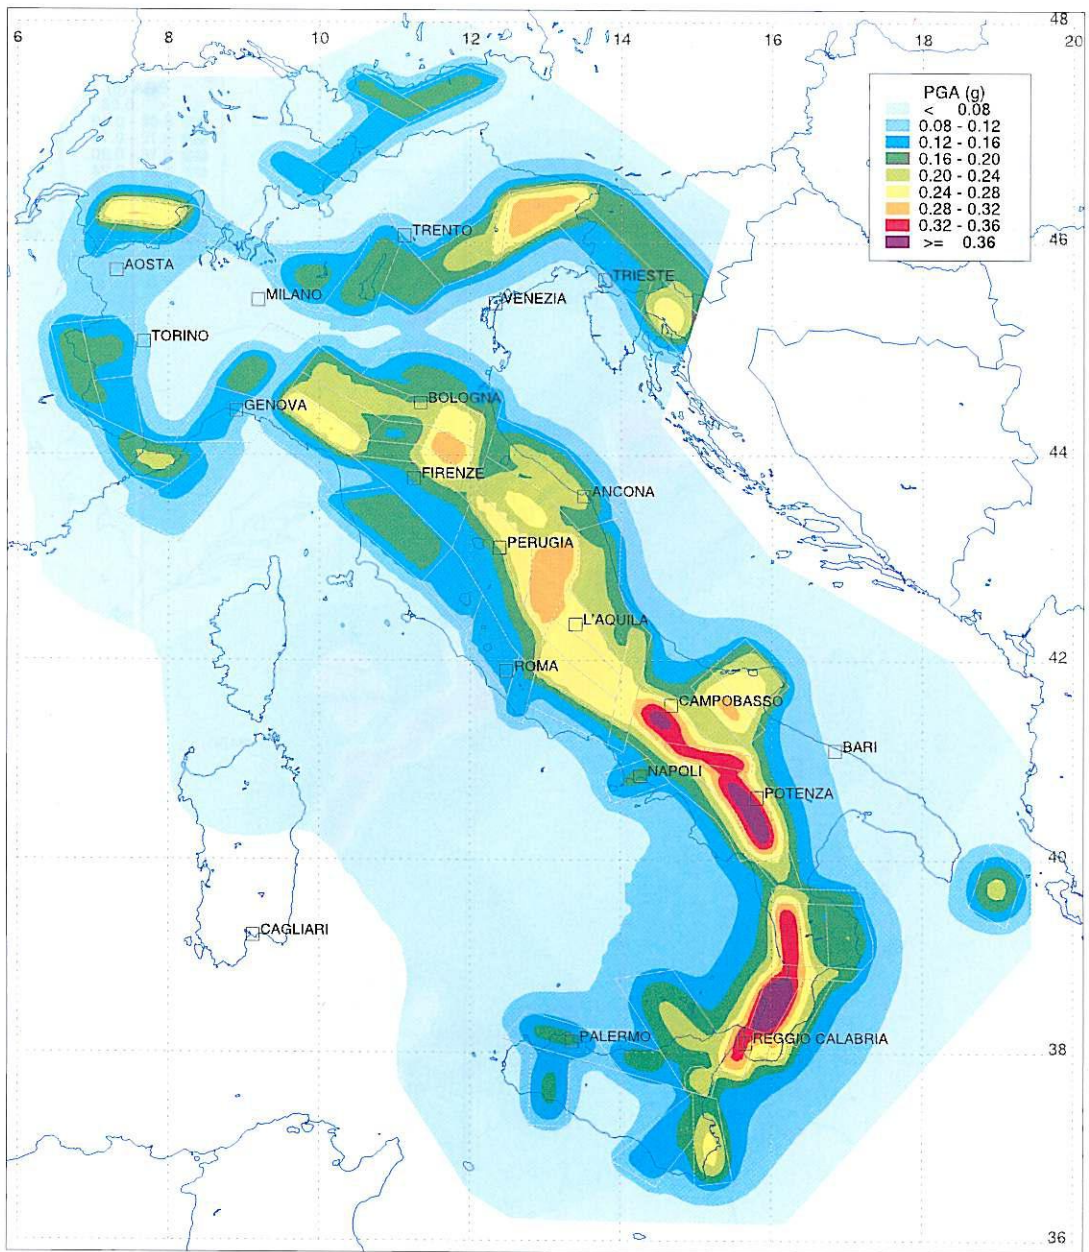 6 8 10 12 14 16 18 20
48
PGA (g)
< 0.08
0.08 - 0.12
0.12 - 0.16
0.16 - 0.20
0.20 - 0.24
0.24 - 0.28
0.28 - 0.32
0.32 - 0.36
>= 0.36
46
TRENTO
AOSTA
TRIESTE
MILANO
VENEZIA
TORINO
BOLOGNA
GENOVA
44
FIRENZE
ANCONA
PERUGIA
L'AQUILA
42
ROMA
CAMPOBASSO
BARI
NAPOLI
POTENZA
40
CAGLIARI
PALERMO
REGGIO CALABRIA
38
36